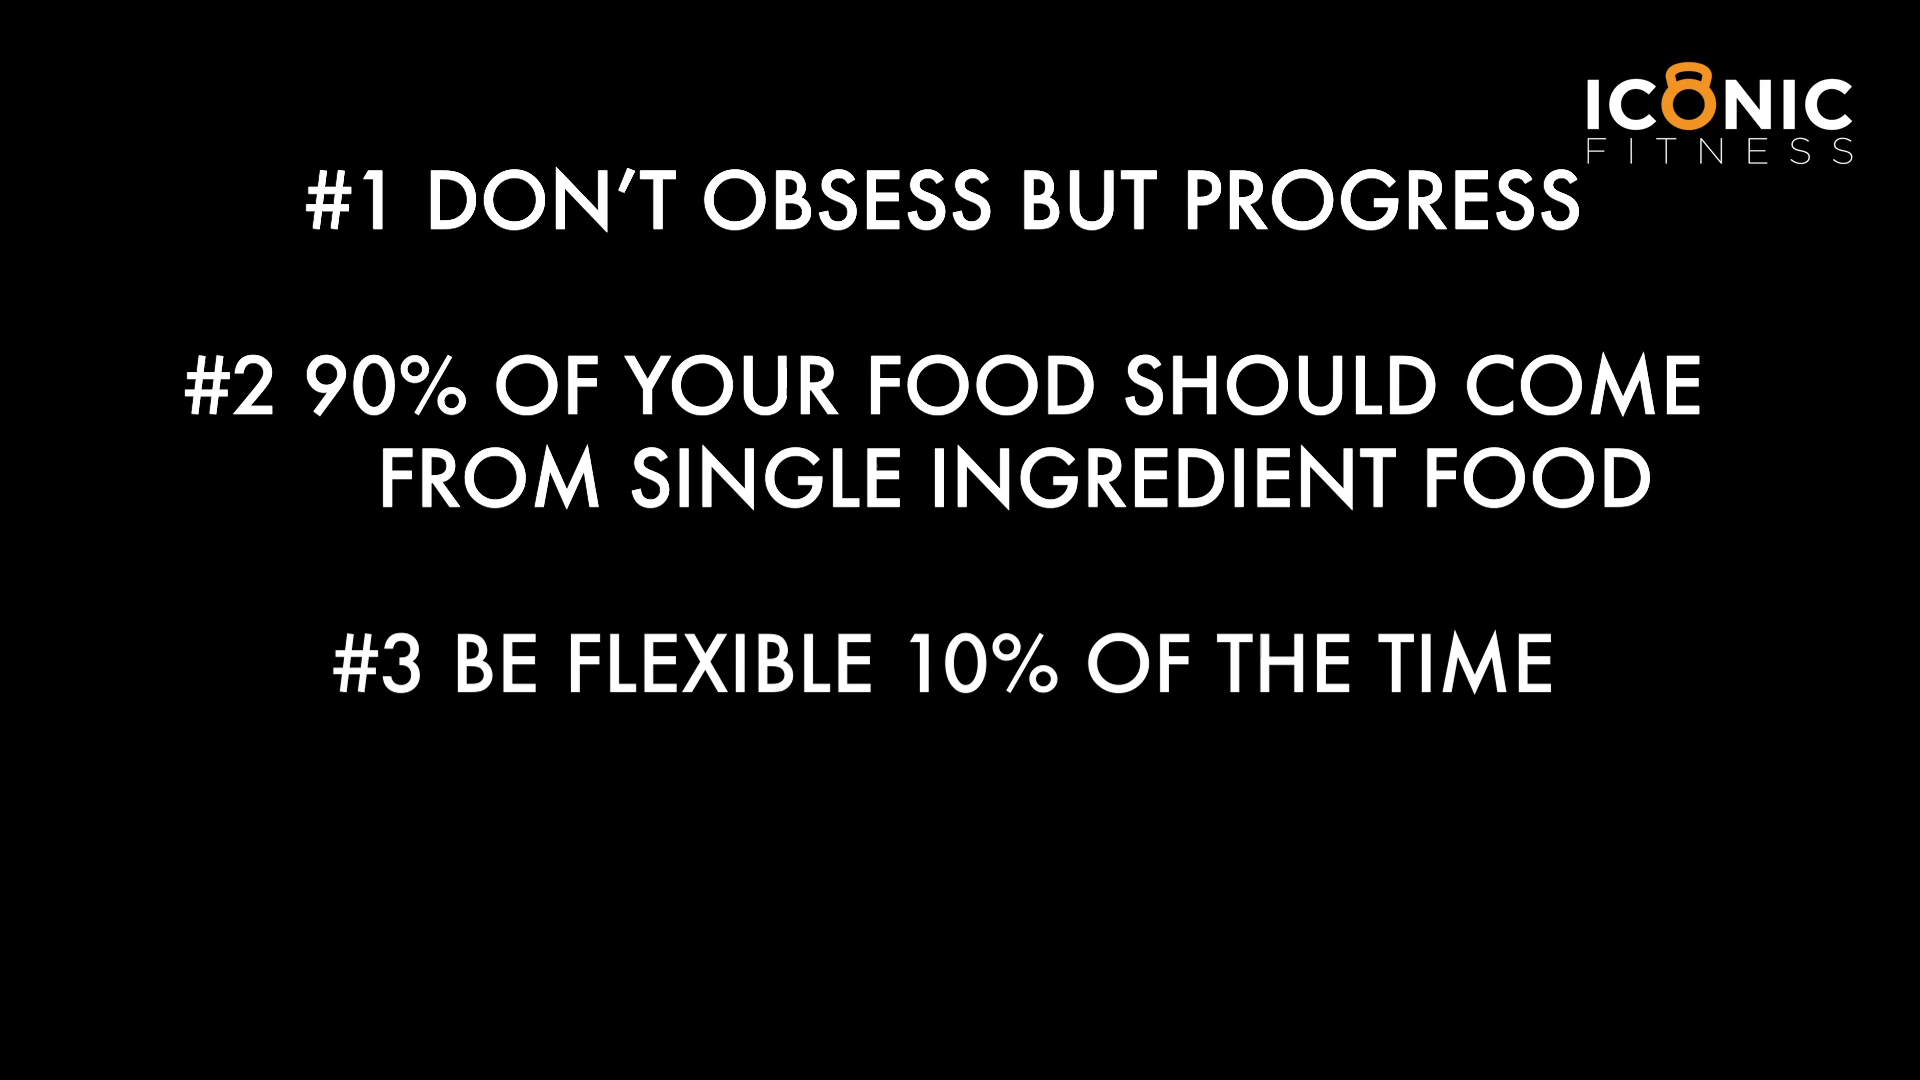 ICONIC
FITNESS
#1 DON’T OBSESS BUT PROGRESS
#2 90% OF YOUR FOOD SHOULD COME
FROM SINGLE INGREDIENT FOOD
#3 BE FLEXIBLE 10% OF THE TIME